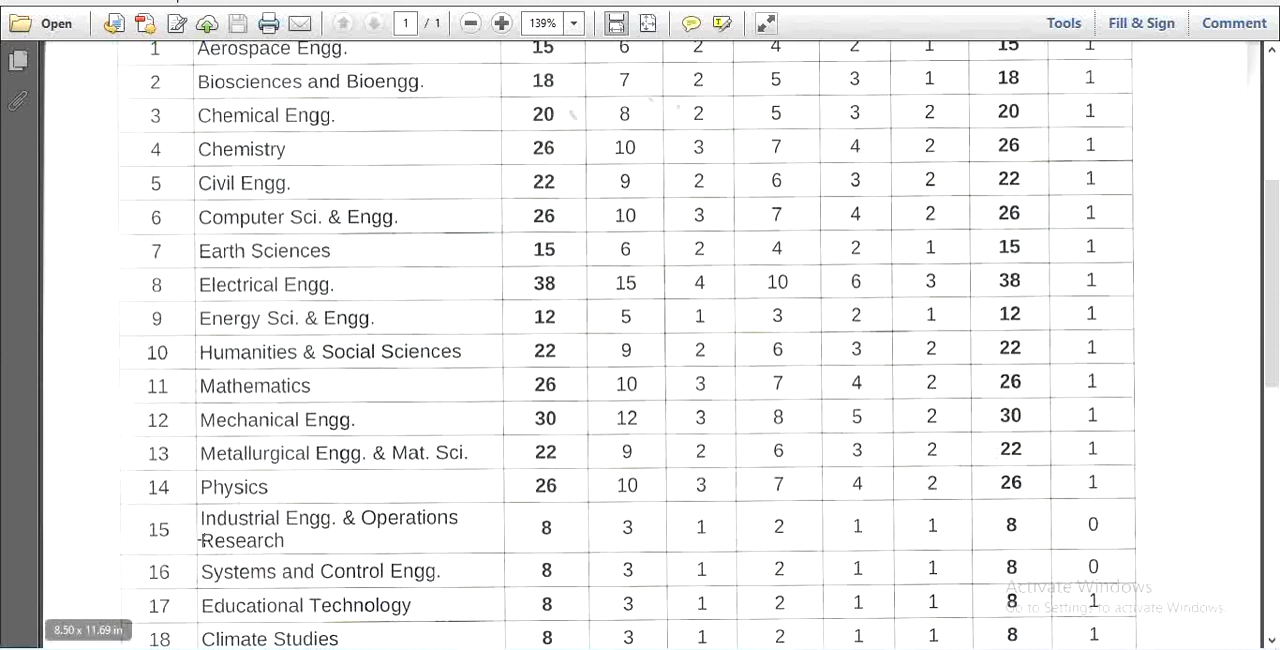 Open 1 / 1 139% Tools Fill & Sign Comment
1 Aerospace Engg. 15 6 2 4 2 1 15 1
2 Biosciences and Bioengg. 18 7 2 5 3 1 18 1
3 Chemical Engg. 20 8 2 5 3 2 20 1
4 Chemistry 26 10 3 7 4 2 26 1
5 Civil Engg. 22 9 2 6 3 2 22 1
6 Computer Sci. & Engg. 26 10 3 7 4 2 26 1
7 Earth Sciences 15 6 2 4 2 1 15 1
8 Electrical Engg. 38 15 4 10 6 3 38 1
9 Energy Sci. & Engg. 12 5 1 3 2 1 12 1
10 Humanities & Social Sciences 22 9 2 6 3 2 22 1
11 Mathematics 26 10 3 7 4 2 26 1
12 Mechanical Engg. 30 12 3 8 5 2 30 1
13 Metallurgical Engg. & Mat. Sci. 22 9 2 6 3 2 22 1
14 Physics 26 10 3 7 4 2 26 1
15 Industrial Engg. & Operations
Research 8 3 1 2 1 1 8 0
16 Systems and Control Engg. 8 3 1 2 1 1 8 0
Activate Windows
17 Educational Technology 8 3 1 2 1 1 8 1
Go to Settings to activate Windows.
8.50 x 11.69 in
18 Climate Studies 8 3 1 2 1 1 8 1